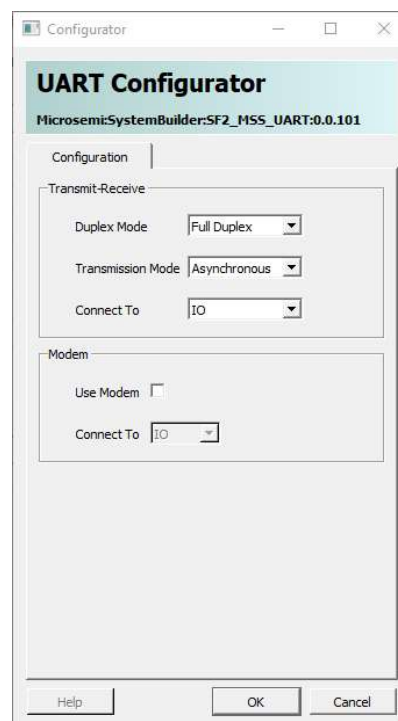 Configurator
UART Configurator
Microsemi:SystemBuilder:SF2_MSS_UART:0.0.101
Configuration
Transmit-Receive
Duplex Mode Full Duplex
Transmission Mode Asynchronous
Connect To IO
Modem
Use Modem
Connect To IO
Help OK Cancel